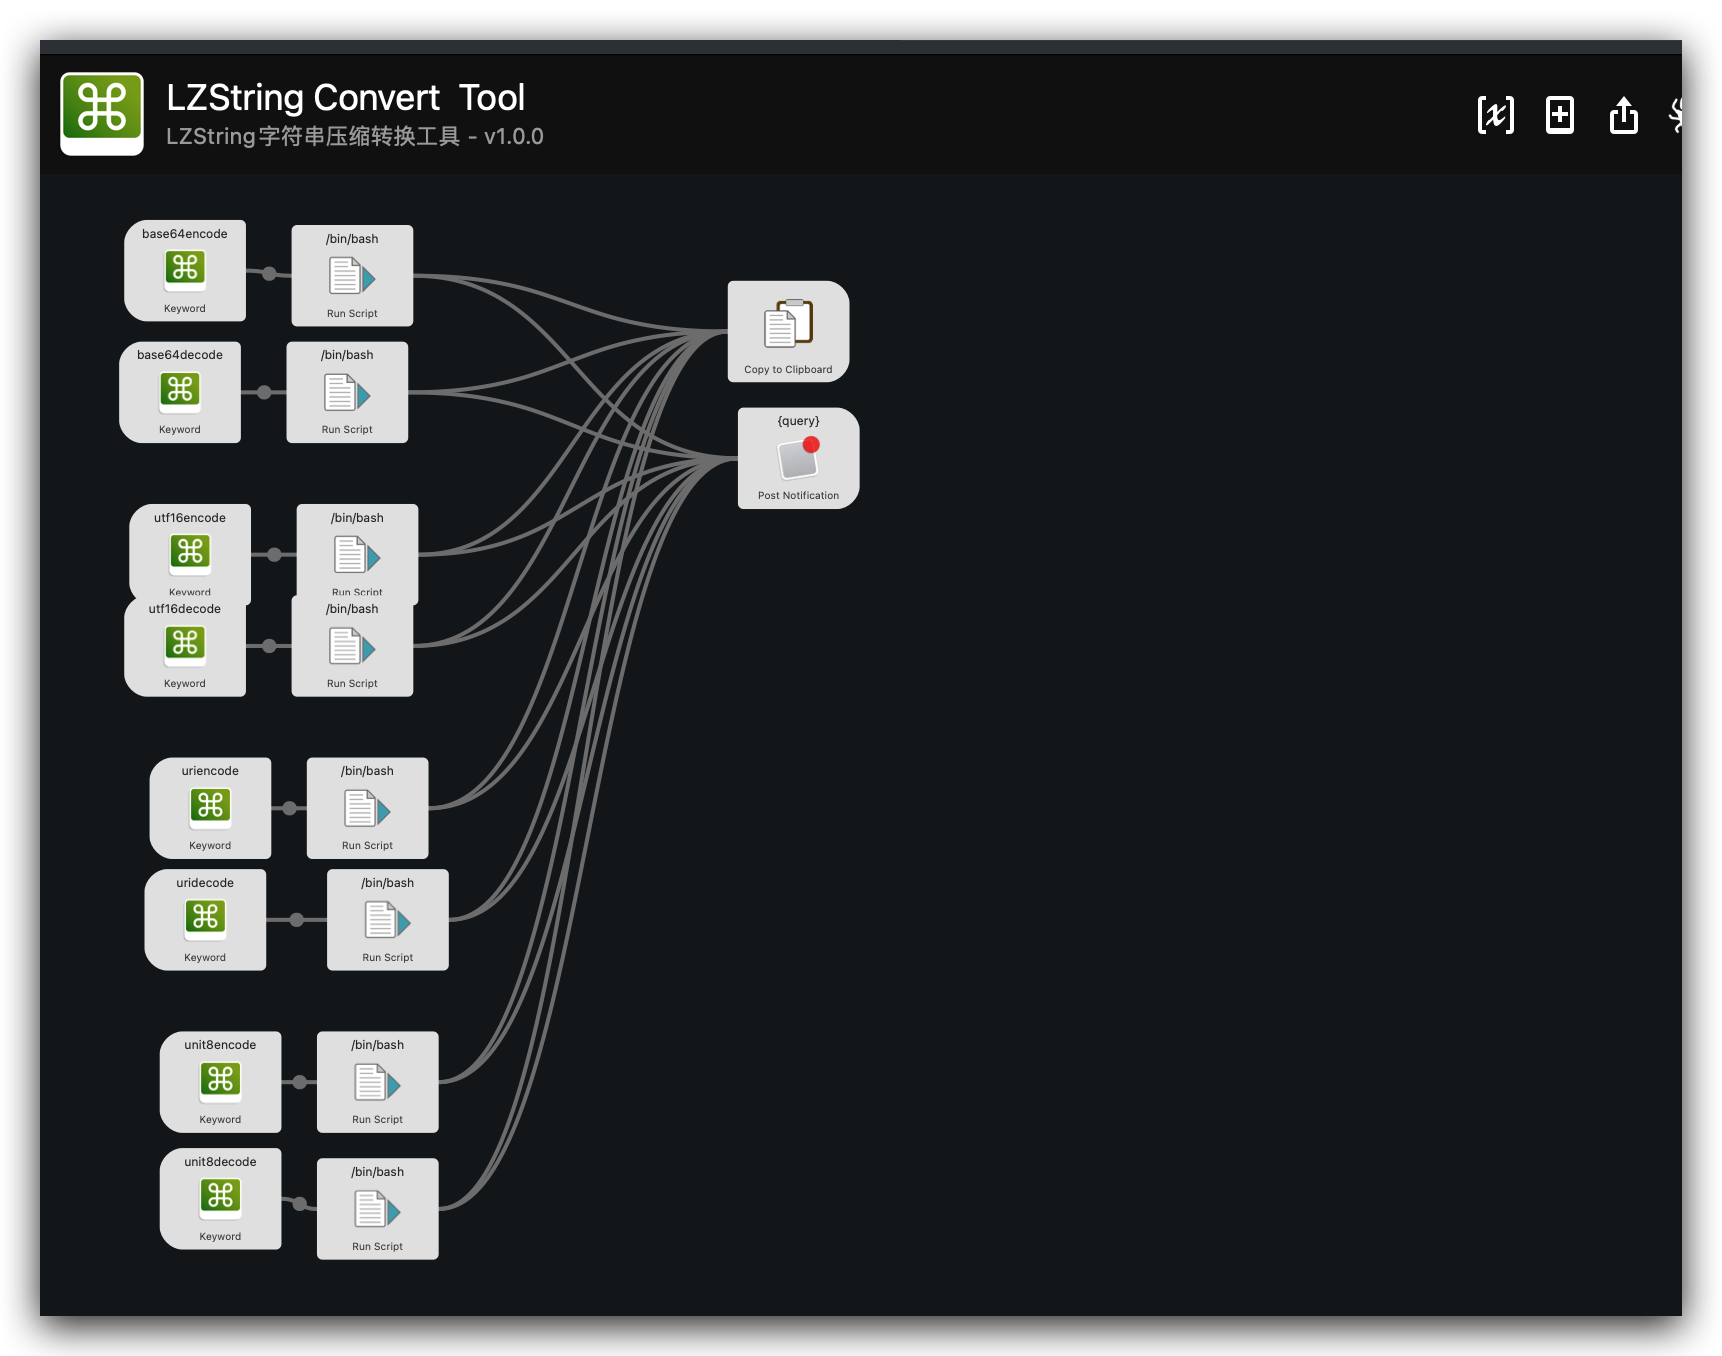 LZString Convert  Tool
LZString字符串压缩转换工具 - v1.0.0
base64encode
Keyword
/bin/bash
Run Script
base64decode
Keyword
/bin/bash
Run Script
Copy to Clipboard
{query}
Post Notification
utf16encode
Keyword
/bin/bash
Run Script
utf16decode
Keyword
/bin/bash
Run Script
uriencode
Keyword
/bin/bash
Run Script
uridecode
Keyword
/bin/bash
Run Script
unit8encode
Keyword
/bin/bash
Run Script
unit8decode
Keyword
/bin/bash
Run Script